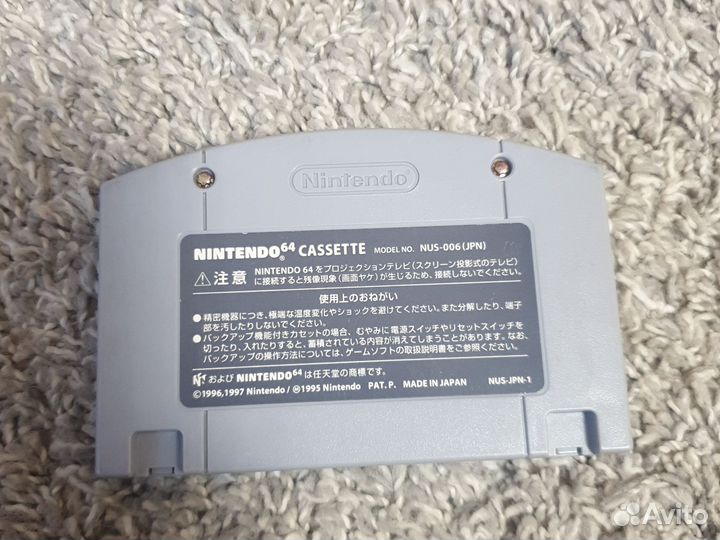 Nintendo®
NINTENDO®64 CASSETTE MODEL NO. NUS-006(JPN)
⚠注意 NINTENDO 64をプロジェクションテレビ(スクリーン投影式のテレビ)
に接続すると残像現象(画面ヤケ)が生じるため、接続しないでください。
使用上のおねがい
●精密機器につき、極端な温度変化やショックを避けてください。また分解したり、端子
部を汚したりしないでください。
●バックアップ機能付きカセットの場合、むやみに電源スイッチやリセットスイッチを
切ったり、入れたりすると、蓄積されている内容が消えてしまうことがあります。なお、
バックアップの操作方法については、ゲームソフトの取扱説明書をご参照ください。
および NINTENDO64 は任天堂の商標です。
©1996,1997 Nintendo/Ⓜ1995 Nintendo PAT. P. MADE IN JAPAN NUS-JPN-1
Avito